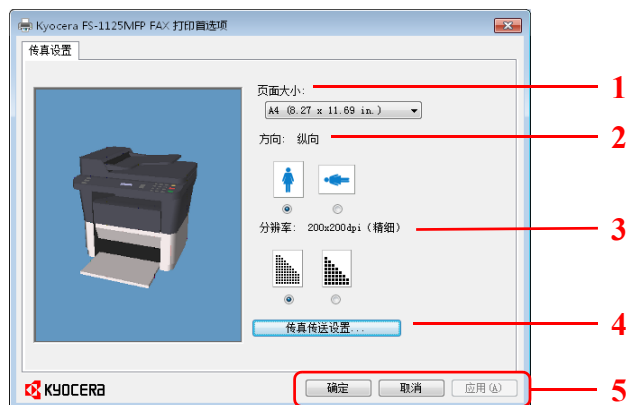 Kyocera FS-1125MFP FAX 打印首选项
传真设置
页面大小:
1
A4 (8.27 x 11.69 in.)
方向: 纵向
2
分辨率: 200x200dpi（精细）
3
传真传送设置...
4
KYOCERA
确定 取消 应用(A)
5